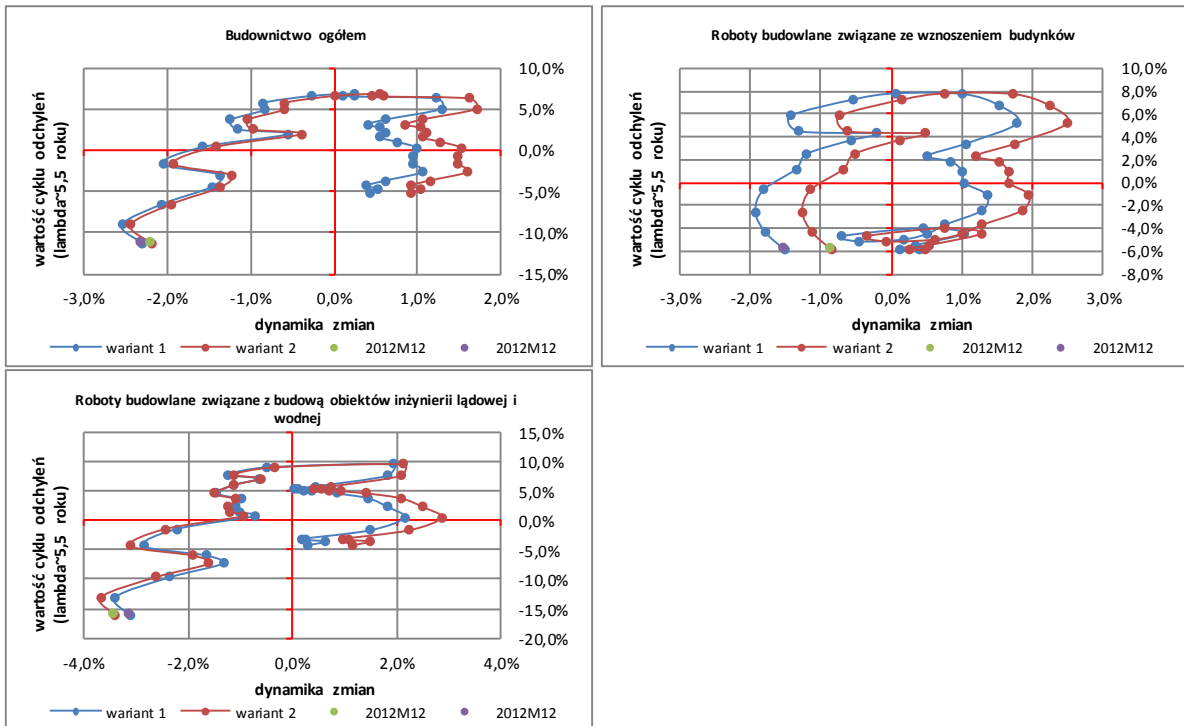 Budownictwo ogółem
10,0%
5,0%
0,0%
-5,0%
-10,0%
-15,0%
wartość cyklu odchyleń
(lambda~5,5 roku)
-3,0% -2,0% -1,0% 0,0% 1,0% 2,0%
dynamika zmian
wariant 1 wariant 2 2012M12 2012M12
Roboty budowlane związane ze wznoszeniem budynków
10,0%
8,0%
6,0%
4,0%
2,0%
0,0%
-2,0%
-4,0%
-6,0%
-8,0%
wartość cyklu odchyleń
(lambda~5,5 roku)
-3,0% -2,0% -1,0% 0,0% 1,0% 2,0% 3,0%
dynamika zmian
wariant 1 wariant 2 2012M12 2012M12
Roboty budowlane związane z budową obiektów inżynierii lądowej i
wodnej
15,0%
10,0%
5,0%
0,0%
-5,0%
-10,0%
-15,0%
-20,0%
wartość cyklu odchyleń
(lambda~5,5 roku)
-4,0% -2,0% 0,0% 2,0% 4,0%
dynamika zmian
wariant 1 wariant 2 2012M12 2012M12